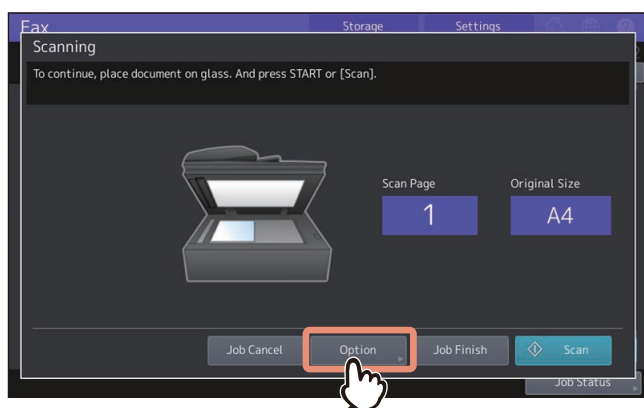 Fax
Storage
Settings
Scanning
To continue, place document on glass. And press START or [Scan].
Scan Page
Original Size
1
A4
Job Cancel
Option
Job Finish
Scan
Job Status